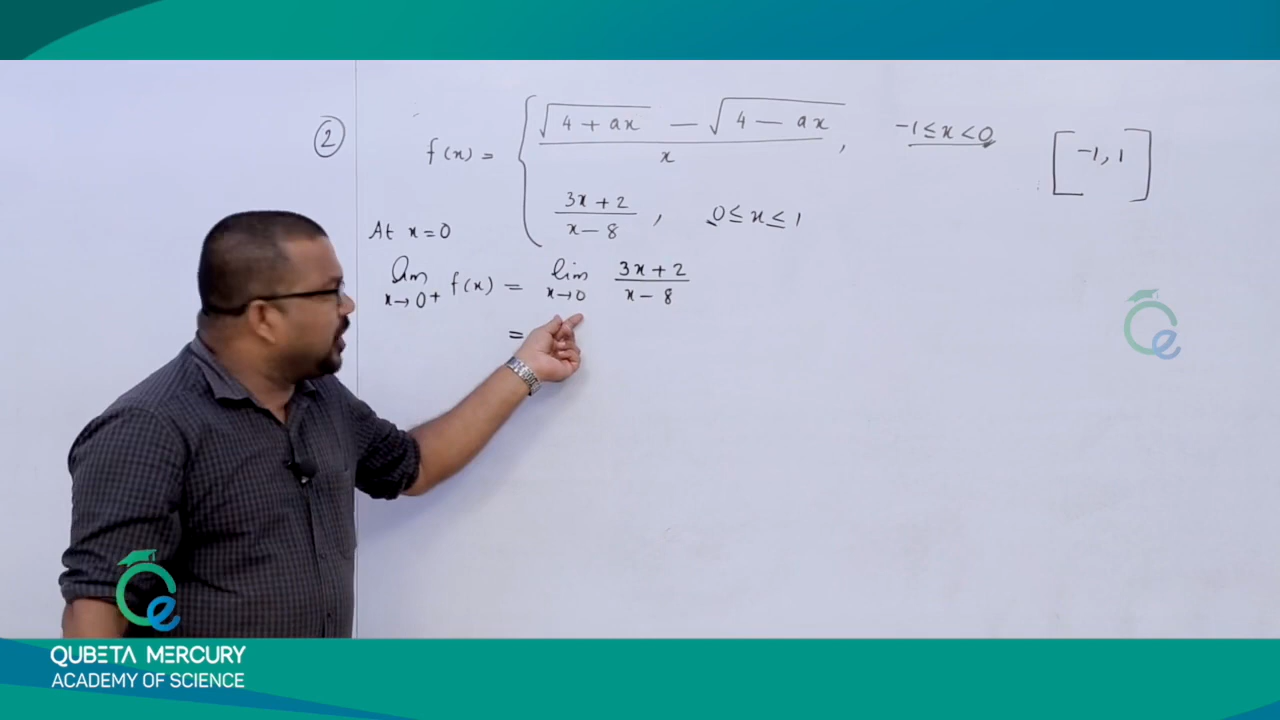 ②
f(x) = { (√(4 + ax) — √(4 — ax)) / x , -1 ≤ x < 0 [-1, 1]
(3x + 2) / (x — 8) , 0 ≤ x ≤ 1
At x = 0
lim x→0+ f(x) = lim x→0 (3x + 2) / (x — 8)
=
QUBETA MERCURY
ACADEMY OF SCIENCE